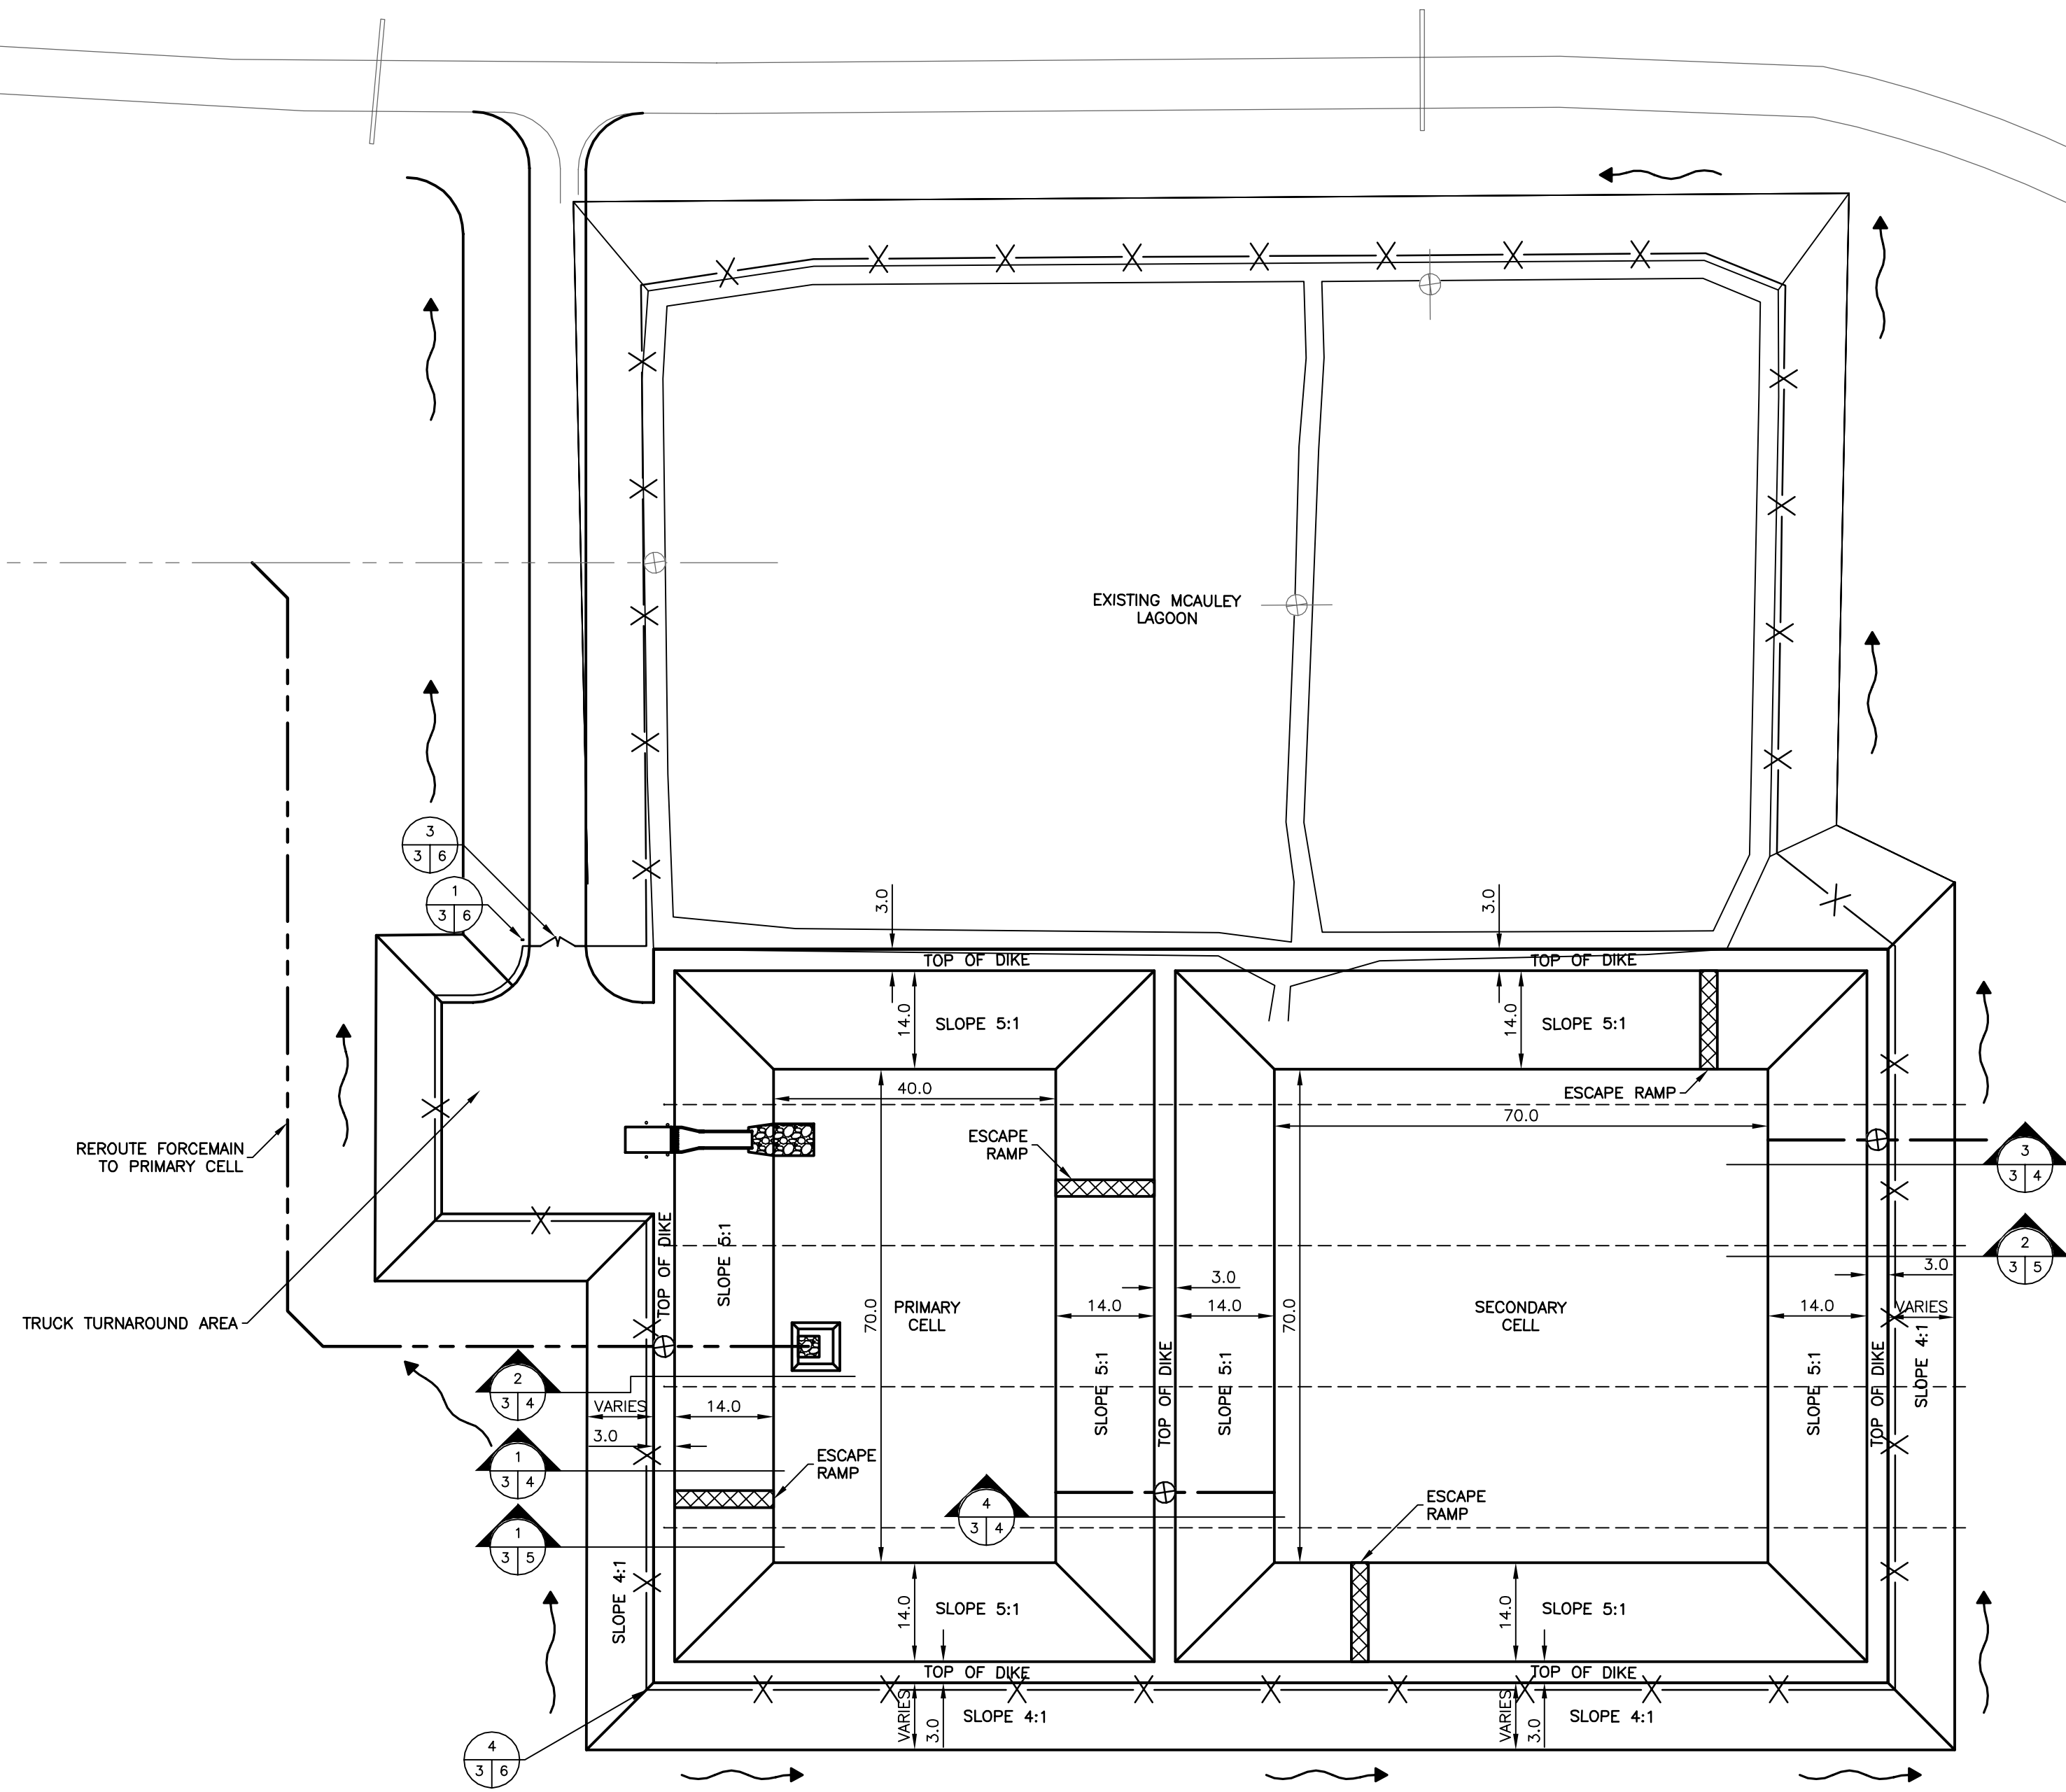 EXISTING MCAULEY
LAGOON
3
3 6
1
3 6
3.0
3.0
TOP OF DIKE
TOP OF DIKE
14.0
SLOPE 5:1
14.0
SLOPE 5:1
40.0
ESCAPE RAMP
70.0
ESCAPE
RAMP
REROUTE FORCEMAIN
TO PRIMARY CELL
3
3 4
TOP OF DIKE
SLOPE 5:1
2
3 5
3.0
3.0
70.0
PRIMARY
CELL
14.0
14.0
70.0
SECONDARY
CELL
14.0
VARIES
TRUCK TURNAROUND AREA
SLOPE 5:1
TOP OF DIKE
SLOPE 5:1
SLOPE 5:1
TOP OF DIKE
SLOPE 4:1
2
3 4
VARIES
14.0
3.0
1
3 4
ESCAPE
RAMP
4
3 4
ESCAPE
RAMP
1
3 5
SLOPE 4:1
14.0
SLOPE 5:1
14.0
SLOPE 5:1
TOP OF DIKE
TOP OF DIKE
VARIES
3.0
SLOPE 4:1
VARIES
3.0
SLOPE 4:1
4
3 6